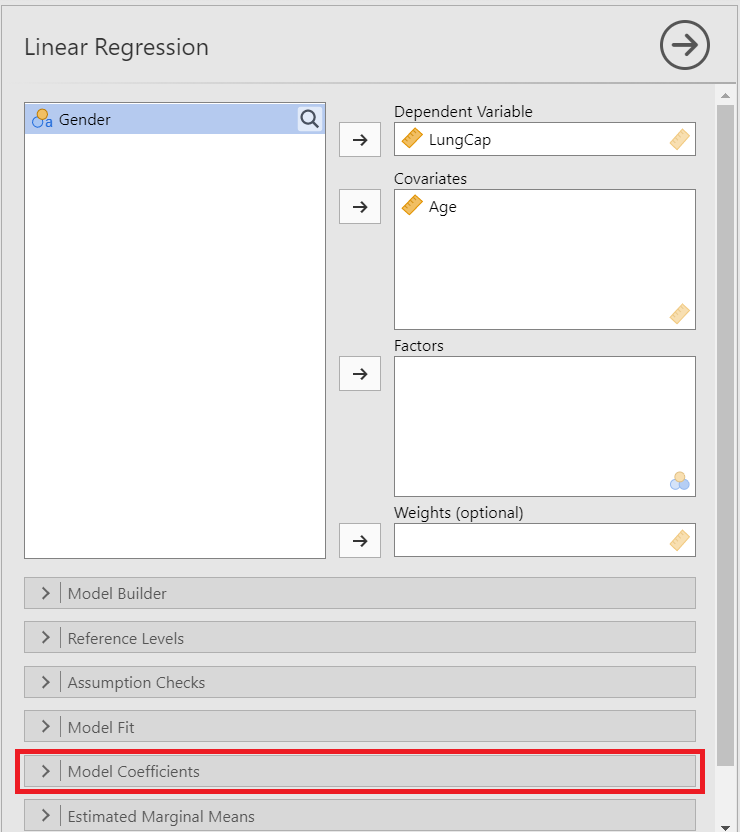 Linear Regression
Gender
Dependent Variable
LungCap
Covariates
Age
Factors
Weights (optional)
Model Builder
Reference Levels
Assumption Checks
Model Fit
Model Coefficients
Estimated Marginal Means